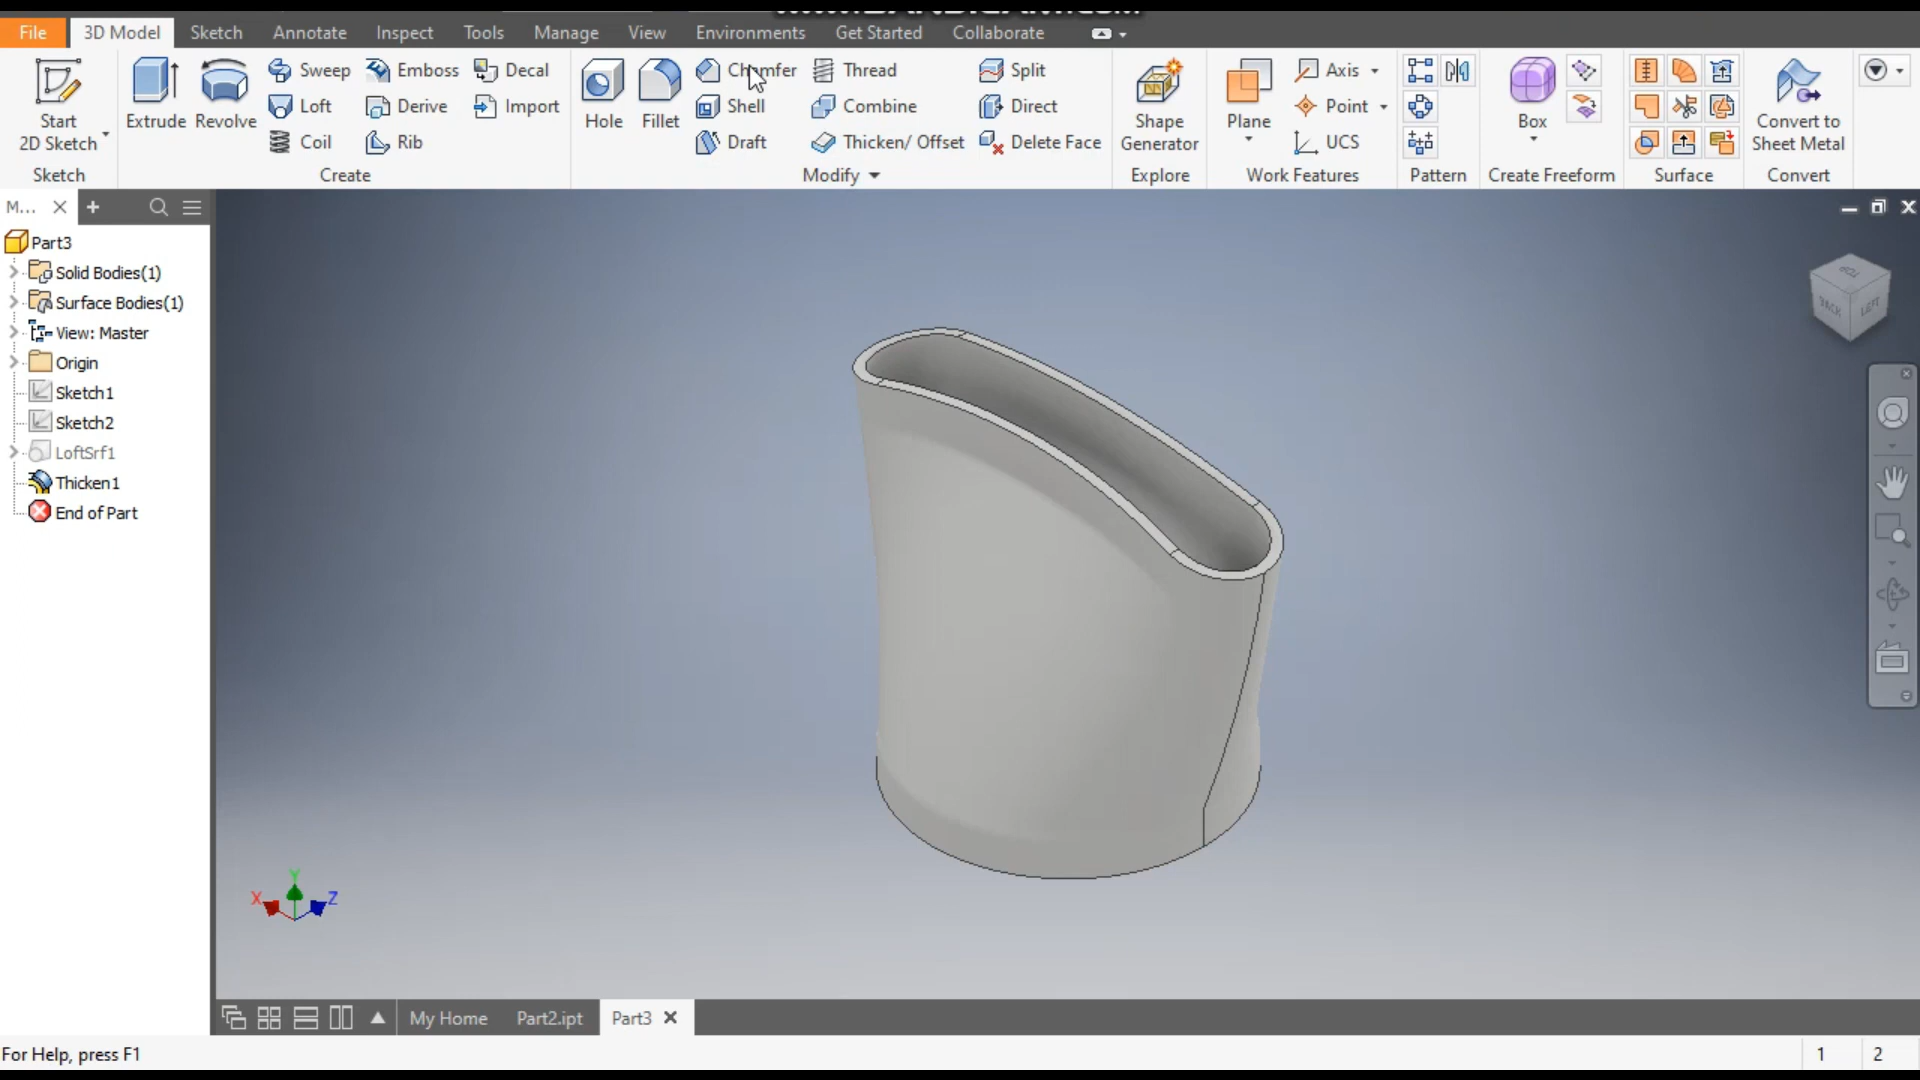 File 3D Model Sketch Annotate Inspect Tools Manage View Environments Get Started Collaborate
Start
2D Sketch
Sketch
Extrude
Revolve
Sweep
Loft
Coil
Emboss
Derive
Rib
Decal
Import
Create
Hole
Fillet
Chamfer
Shell
Draft
Thread
Combine
Thicken/ Offset
Split
Direct
Delete Face
Modify
Shape
Generator
Explore
Plane
Axis
Point
UCS
Work Features
Pattern
Box
Create Freeform
Surface
Convert to
Sheet Metal
Convert
M...
Part3
Solid Bodies(1)
Surface Bodies(1)
View: Master
Origin
Sketch1
Sketch2
LoftSrf1
Thicken1
End of Part
TOP
BACK
LEFT
X
Y
Z
My Home
Part2.ipt
Part3
For Help, press F1
1
2